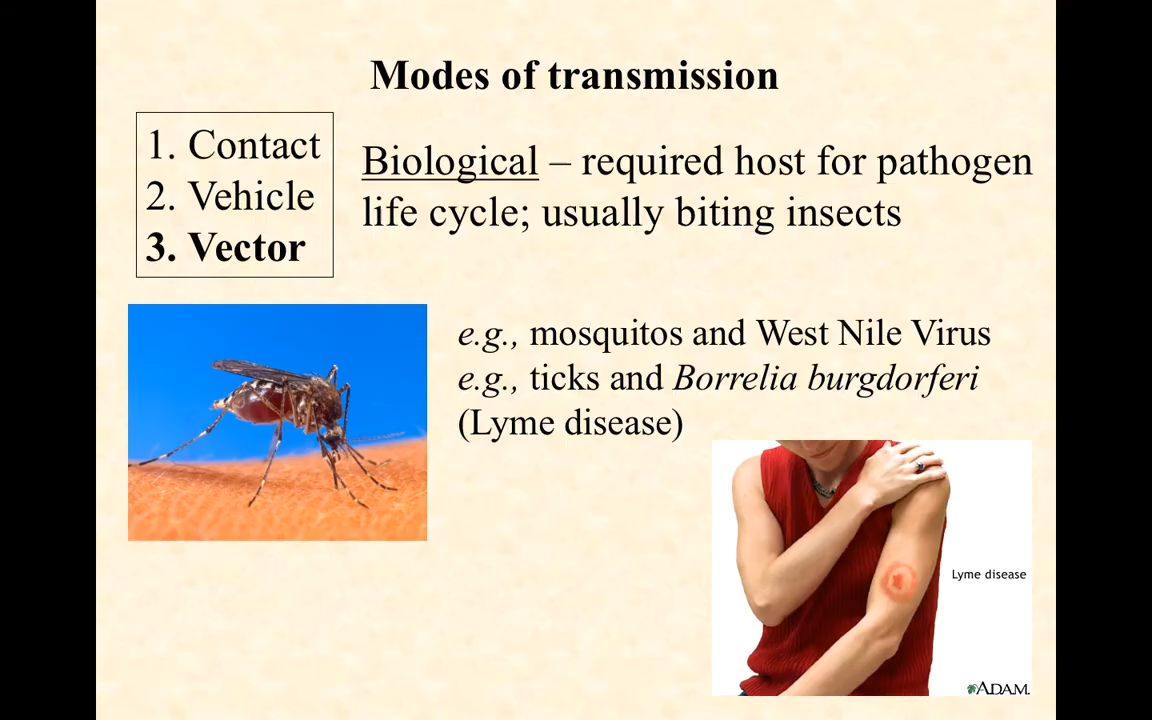 Modes of transmission
1. Contact
2. Vehicle
3. Vector
Biological – required host for pathogen
life cycle; usually biting insects
e.g., mosquitos and West Nile Virus
e.g., ticks and Borrelia burgdorferi
(Lyme disease)
Lyme disease
ADAM.